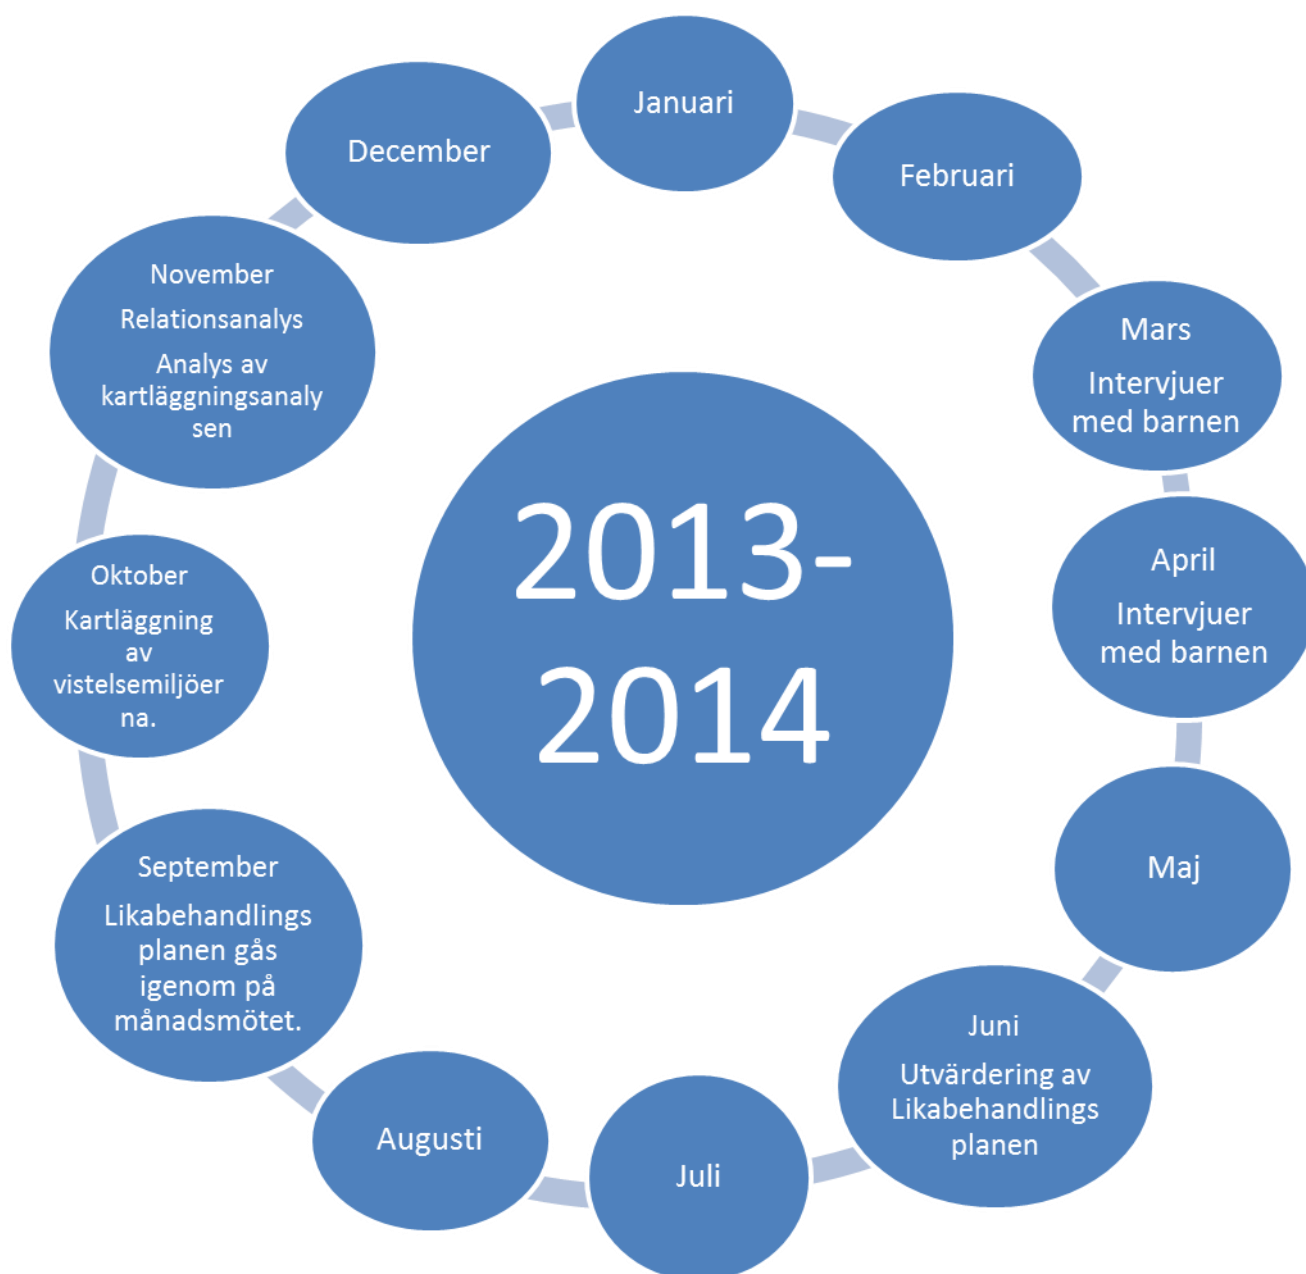 Januari
Februari
Mars
Intervjuer
med barnen
April
Intervjuer
med barnen
Maj
Juni
Utvärdering av
Likabehandlings
planen
Juli
Augusti
September
Likabehandlings
planen gås
igenom på
månadsmötet.
Oktober
Kartläggning
av
vistelsemiljöer
na.
November
Relationsanalys
Analys av
kartläggningsanaly
sen
December
2013-
2014